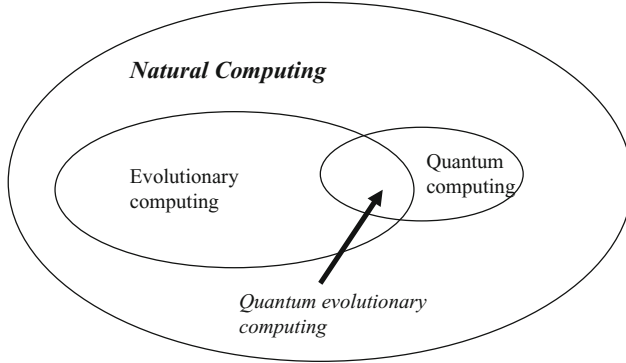 Natural Computing
Evolutionary
computing
Quantum
computing
Quantum evolutionary
computing